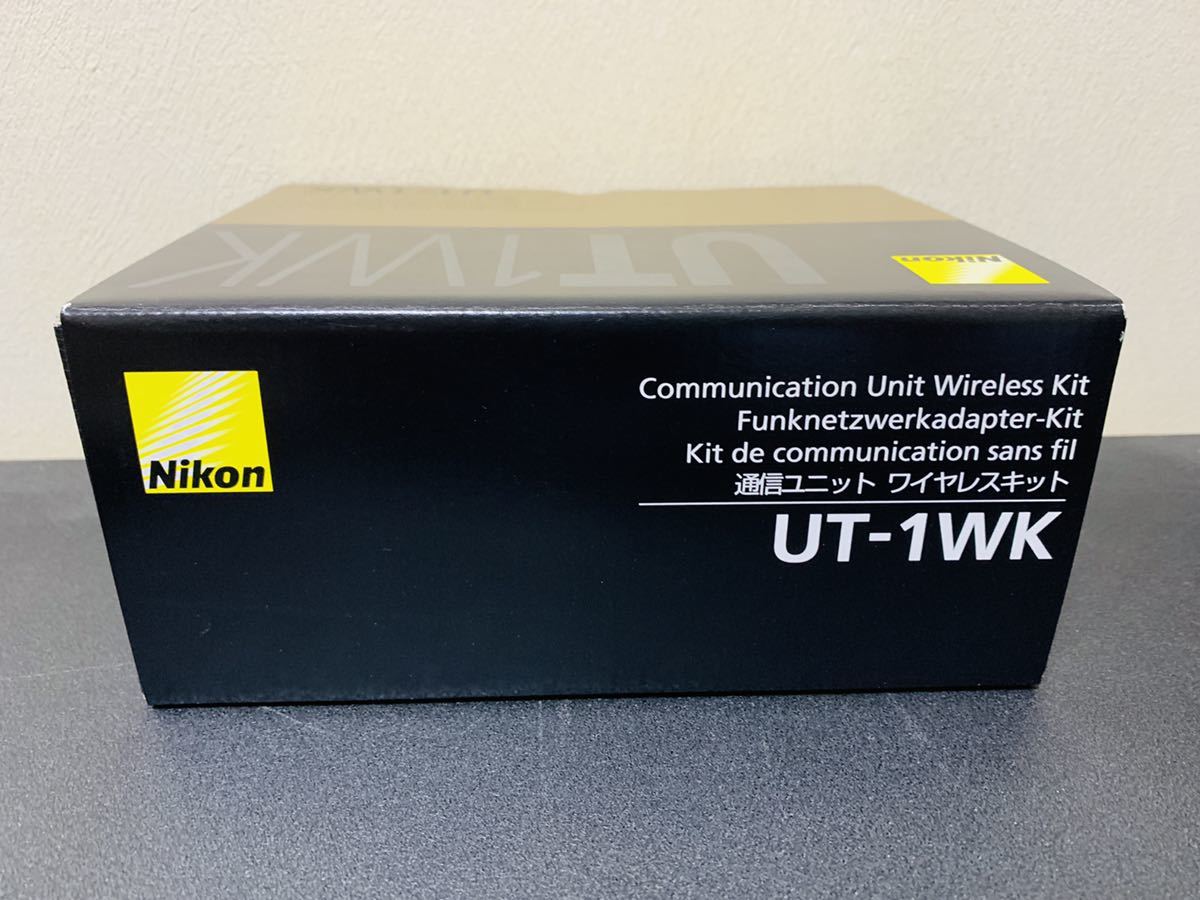 UT1WK
Nikon
Nikon
Communication Unit Wireless Kit
Funknetzwerkadapter-Kit
Kit de communication sans fil
通信ユニット ワイヤレスキット
UT-1WK